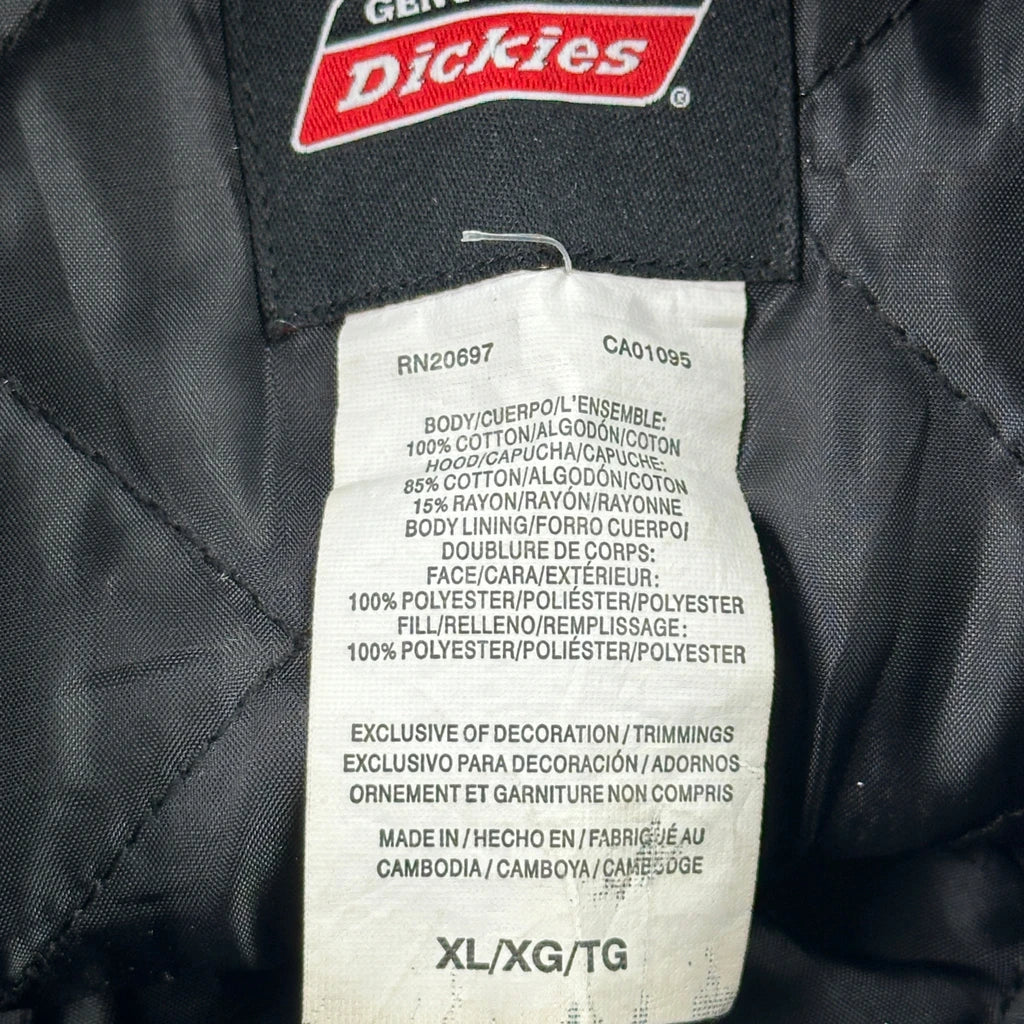 Dickies
®
RN20697 CA01095
BODY/CUERPO/L'ENSEMBLE:
100% COTTON/ALGODÓN/COTON
HOOD/CAPUCHA/CAPUCHE:
85% COTTON/ALGODÓN/COTON
15% RAYON/RAYÓN/RAYONNE
BODY LINING/FORRO CUERPO/
DOUBLURE DE CORPS:
FACE/CARA/EXTÉRIEUR:
100% POLYESTER/POLIÉSTER/POLYESTER
FILL/RELLENO/REMPLISSAGE:
100% POLYESTER/POLIÉSTER/POLYESTER
EXCLUSIVE OF DECORATION / TRIMMINGS
EXCLUSIVO PARA DECORACIÓN / ADORNOS
ORNEMENT ET GARNITURE NON COMPRIS
MADE IN / HECHO EN / FABRIQUÉ AU
CAMBODIA / CAMBOYA / CAMBODGE
XL/XG/TG